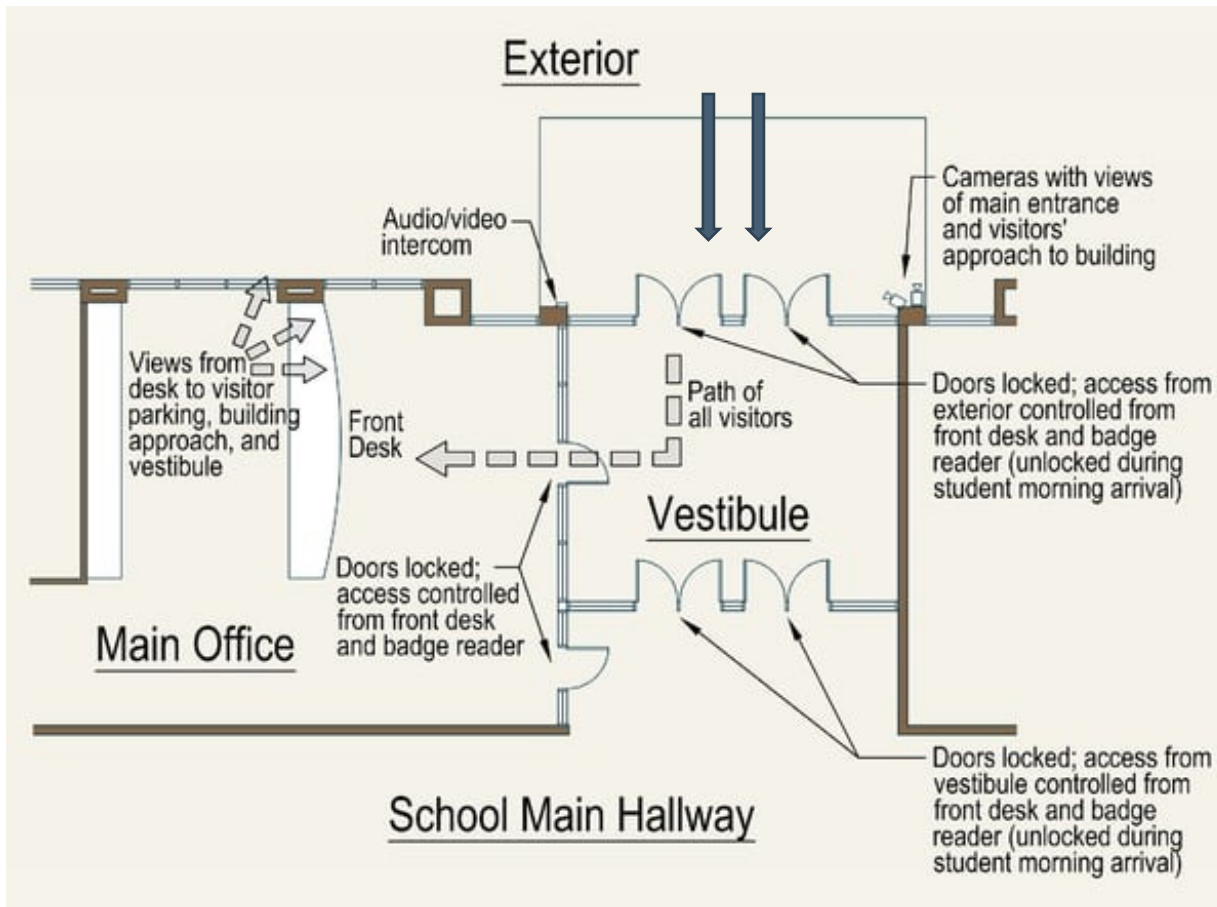 Exterior
Cameras with views
of main entrance
and visitors'
approach to building
Audio/video
intercom
Views from
desk to visitor
parking, building
approach, and
vestibule
Front
Desk
Path of
all visitors
Doors locked; access from
exterior controlled from
front desk and badge
reader (unlocked during
student morning arrival)
Vestibule
Doors locked;
access controlled
from front desk
and badge reader
Main Office
Doors locked; access from
vestibule controlled from
front desk and badge
reader (unlocked during
student morning arrival)
School Main Hallway